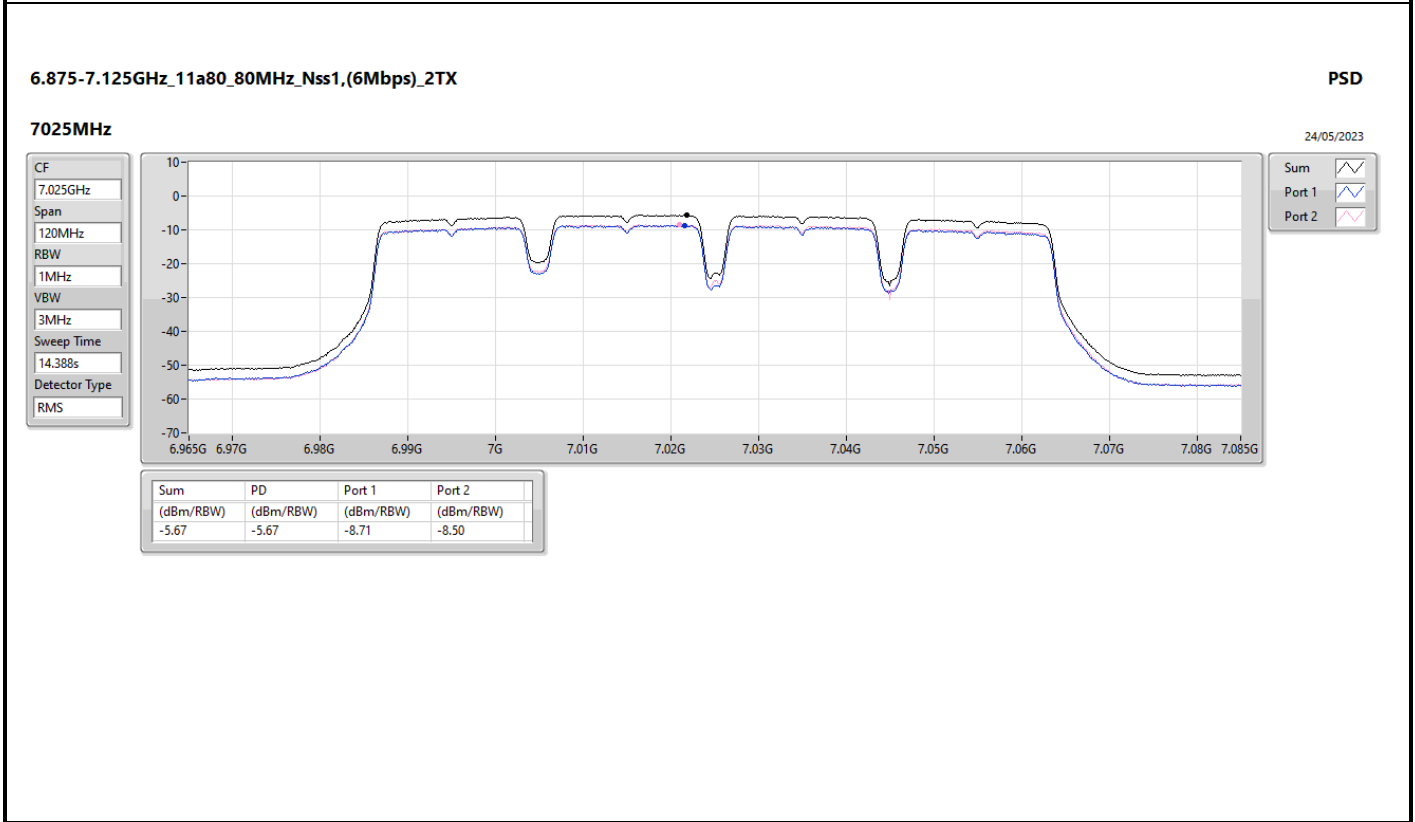 6.875-7.125GHz_11a80_80MHz_Nss1,(6Mbps)_2TX
PSD
7025MHz
24/05/2023
CF
7.025GHz
Span
120MHz
RBW
1MHz
VBW
3MHz
Sweep Time
14.388s
Detector Type
RMS
10
0
-10
-20
-30
-40
-50
-60
-70
6.965G 6.97G 6.98G 6.99G 7G 7.01G 7.02G 7.03G 7.04G 7.05G 7.06G 7.07G 7.08G 7.085G
Sum
Port 1
Port 2
Sum PD Port 1 Port 2
(dBm/RBW) (dBm/RBW) (dBm/RBW) (dBm/RBW)
-5.67 -5.67 -8.71 -8.50